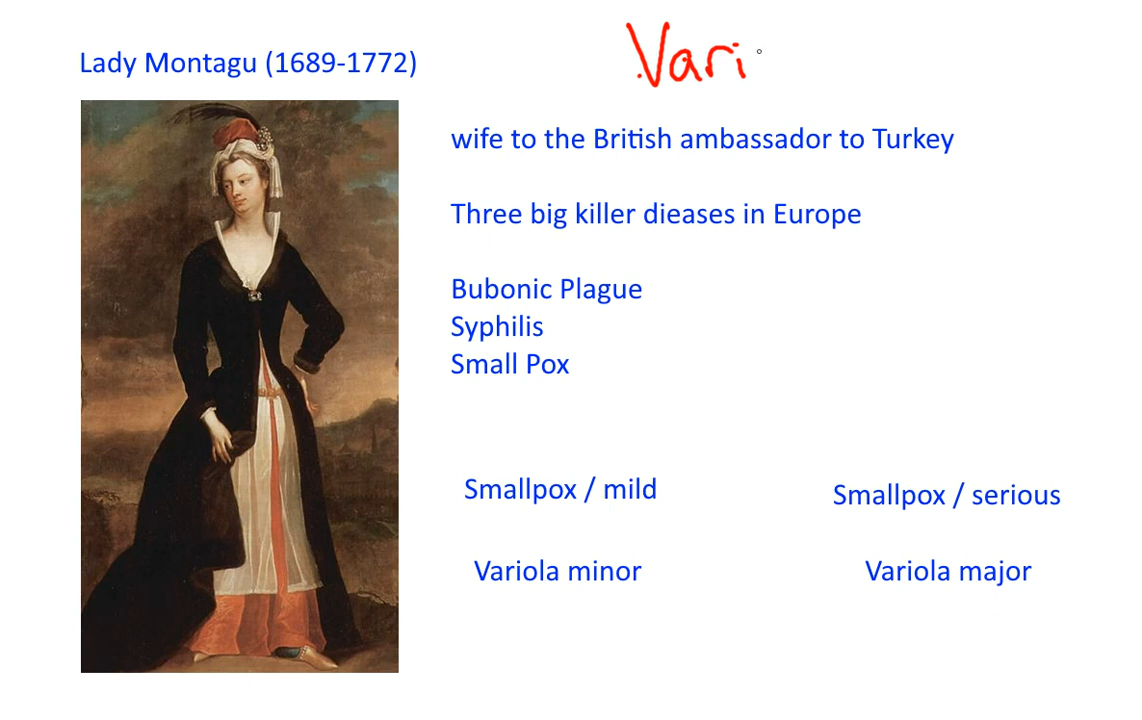 Lady Montagu (1689-1772)
Vari
wife to the British ambassador to Turkey
Three big killer dieases in Europe
Bubonic Plague
Syphilis
Small Pox
Smallpox / mild
Smallpox / serious
Variola minor
Variola major